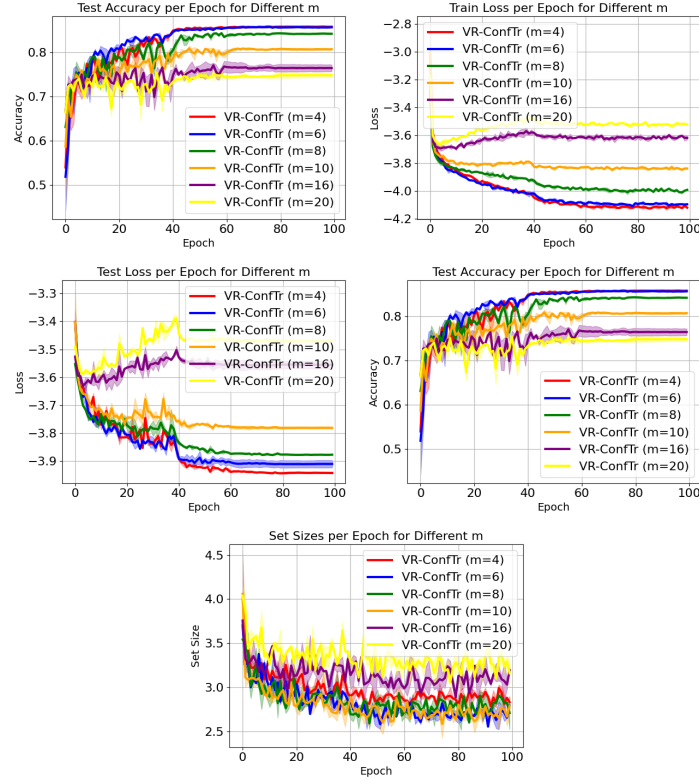 Test Accuracy per Epoch for Different m
Accuracy
0.8
0.7
0.6
0.5
0 20 40 60 80 100
Epoch
VR-ConfTr (m=4)
VR-ConfTr (m=6)
VR-ConfTr (m=8)
VR-ConfTr (m=10)
VR-ConfTr (m=16)
VR-ConfTr (m=20)
Train Loss per Epoch for Different m
Loss
−2.8
−3.0
−3.2
−3.4
−3.6
−3.8
−4.0
−4.2
0 20 40 60 80 100
Epoch
VR-ConfTr (m=4)
VR-ConfTr (m=6)
VR-ConfTr (m=8)
VR-ConfTr (m=10)
VR-ConfTr (m=16)
VR-ConfTr (m=20)
Test Loss per Epoch for Different m
Loss
−3.3
−3.4
−3.5
−3.6
−3.7
−3.8
−3.9
0 20 40 60 80 100
Epoch
VR-ConfTr (m=4)
VR-ConfTr (m=6)
VR-ConfTr (m=8)
VR-ConfTr (m=10)
VR-ConfTr (m=16)
VR-ConfTr (m=20)
Test Accuracy per Epoch for Different m
Accuracy
0.8
0.7
0.6
0.5
0 20 40 60 80 100
Epoch
VR-ConfTr (m=4)
VR-ConfTr (m=6)
VR-ConfTr (m=8)
VR-ConfTr (m=10)
VR-ConfTr (m=16)
VR-ConfTr (m=20)
Set Sizes per Epoch for Different m
Set Size
4.5
4.0
3.5
3.0
2.5
0 20 40 60 80 100
Epoch
VR-ConfTr (m=4)
VR-ConfTr (m=6)
VR-ConfTr (m=8)
VR-ConfTr (m=10)
VR-ConfTr (m=16)
VR-ConfTr (m=20)